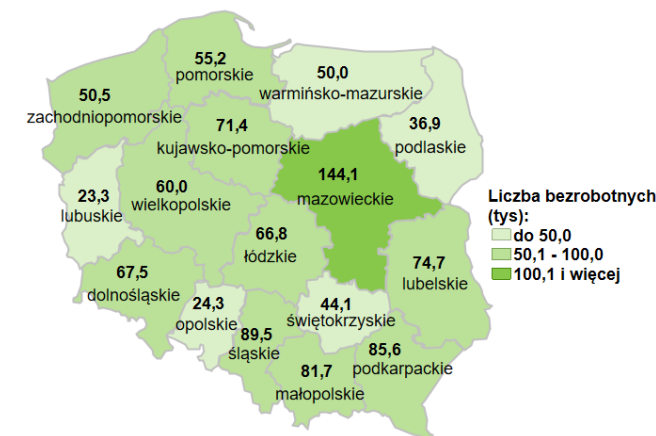 55,2
pomorskie
50,0
warmińsko-mazurskie
50,5
zachodniopomorskie
71,4
kujawsko-pomorskie
36,9
podlaskie
144,1
mazowieckie
23,3
lubuskie
60,0
wielkopolskie
66,8
łódzkie
67,5
dolnośląskie
74,7
lubelskie
24,3
opolskie
44,1
świętokrzyskie
89,5
śląskie
81,7
małopolskie
85,6
podkarpackie
Liczba bezrobotnych
(tys):
do 50,0
50,1 - 100,0
100,1 i więcej